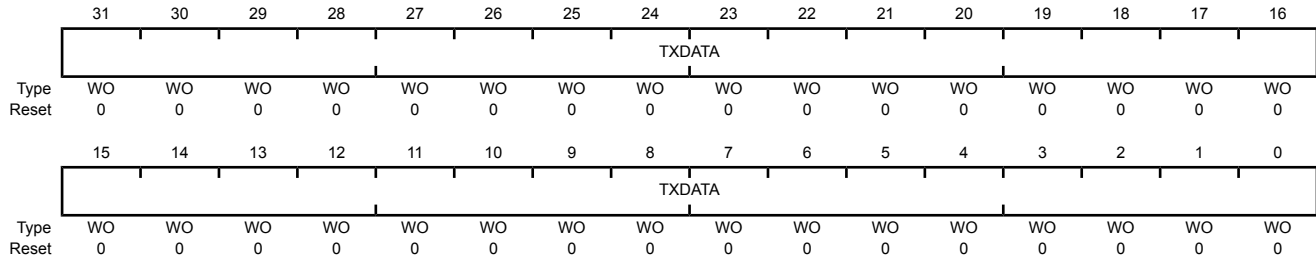 31 30 29 28 27 26 25 24 23 22 21 20 19 18 17 16
TXDATA
Type WO WO WO WO WO WO WO WO WO WO WO WO WO WO WO WO
Reset 0 0 0 0 0 0 0 0 0 0 0 0 0 0 0 0
15 14 13 12 11 10 9 8 7 6 5 4 3 2 1 0
TXDATA
Type WO WO WO WO WO WO WO WO WO WO WO WO WO WO WO WO
Reset 0 0 0 0 0 0 0 0 0 0 0 0 0 0 0 0